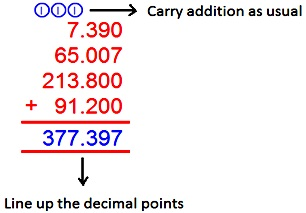 ①①① Carry addition as usual
7.390
65.007
213.800
+ 91.200
377.397
Line up the decimal points